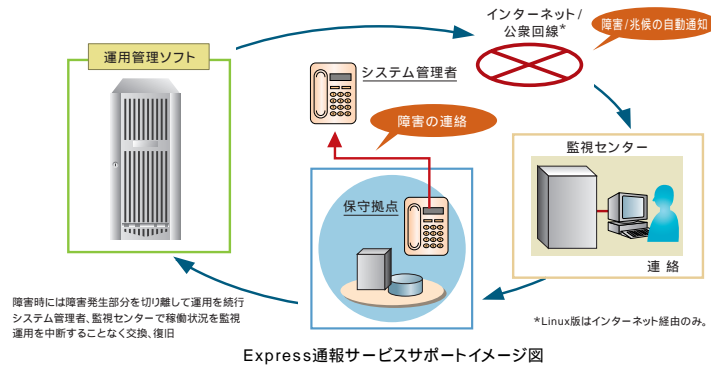 インターネット/
公衆回線*
障害/兆候の自動通知
運用管理ソフト
システム管理者
障害の連絡
監視センター
保守拠点
連 絡
障害時には障害発生部分を切り離して運用を続行
システム管理者、監視センターで稼働状況を監視
運用を中断することなく交換、復旧
*Linux版はインターネット経由のみ。
Express通報サービスサポートイメージ図